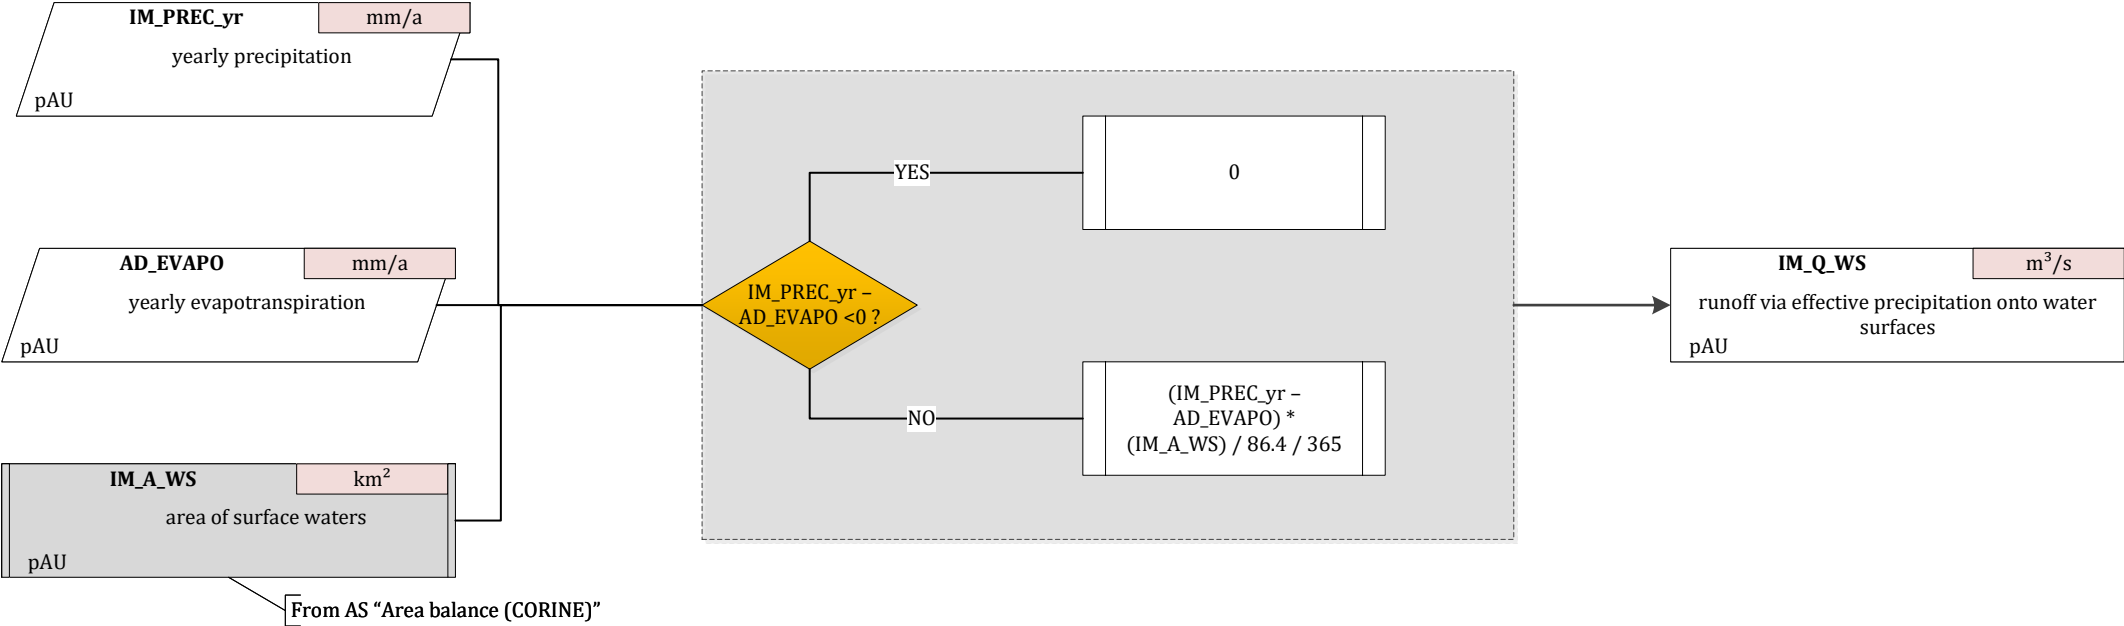 IM_PREC_yr
mm/a
yearly precipitation
pAU
AD_EVAPO
mm/a
yearly evapotranspiration
pAU
IM_A_WS
km²
area of surface waters
pAU
From AS “Area balance (CORINE)”
IM_PREC_yr –
AD_EVAPO <0 ?
YES
0
NO
(IM_PREC_yr –
AD_EVAPO) *
(IM_A_WS) / 86.4 / 365
IM_Q_WS
m³/s
runoff via effective precipitation onto water
surfaces
pAU